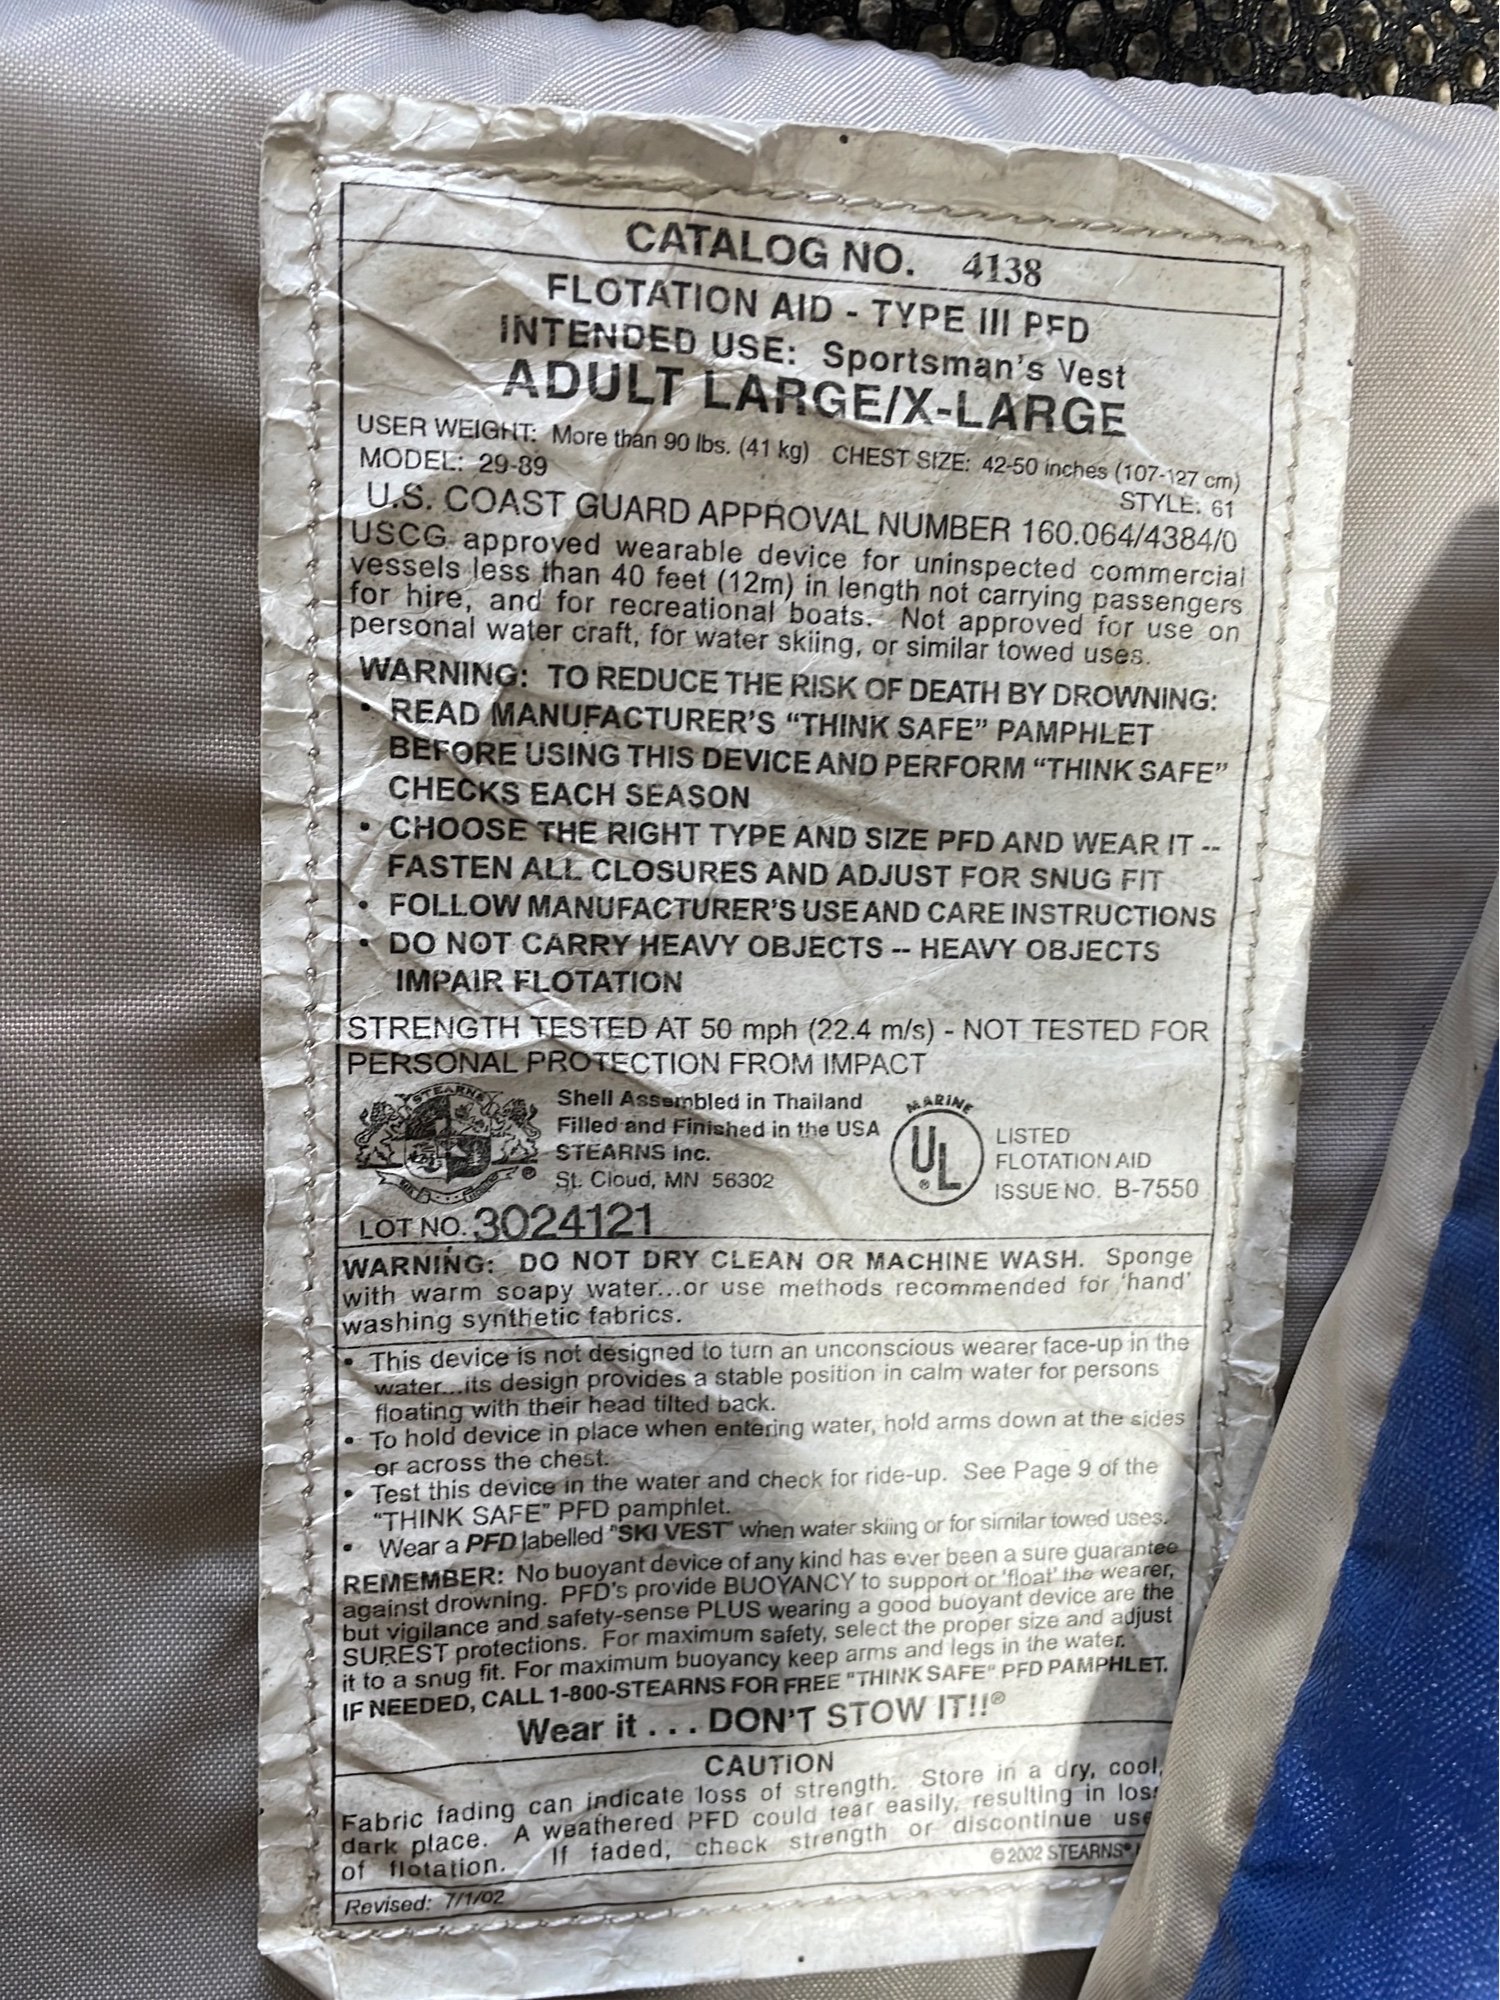 CATALOG NO. 4138
FLOTATION AID - TYPE III PFD
INTENDED USE: Sportsman's Vest
ADULT LARGE/X-LARGE
USER WEIGHT: More than 90 lbs. (41 kg) CHEST SIZE: 42-50 inches (107-127 cm)
MODEL: 29-89 STYLE: 61
U.S. COAST GUARD APPROVAL NUMBER 160.064/4384/0
USCG approved wearable device for uninspected commercial
vessels less than 40 feet (12m) in length not carrying passengers
for hire, and for recreational boats. Not approved for use on
personal water craft, for water skiing, or similar towed uses.
WARNING: TO REDUCE THE RISK OF DEATH BY DROWNING:
• READ MANUFACTURER'S "THINK SAFE" PAMPHLET
BEFORE USING THIS DEVICE AND PERFORM "THINK SAFE"
CHECKS EACH SEASON
• CHOOSE THE RIGHT TYPE AND SIZE PFD AND WEAR IT --
FASTEN ALL CLOSURES AND ADJUST FOR SNUG FIT
• FOLLOW MANUFACTURER'S USE AND CARE INSTRUCTIONS
• DO NOT CARRY HEAVY OBJECTS -- HEAVY OBJECTS
IMPAIR FLOTATION
STRENGTH TESTED AT 50 mph (22.4 m/s) - NOT TESTED FOR
PERSONAL PROTECTION FROM IMPACT
STEARNS
®
Shell Assembled in Thailand
Filled and Finished in the USA
STEARNS Inc.
St. Cloud, MN 56302
MARINE
UL
®
LISTED
FLOTATION AID
ISSUE NO. B-7550
LOT NO. 3024121
WARNING: DO NOT DRY CLEAN OR MACHINE WASH. Sponge
with warm soapy water...or use methods recommended for 'hand'
washing synthetic fabrics.
• This device is not designed to turn an unconscious wearer face-up in the
water...its design provides a stable position in calm water for persons
floating with their head tilted back.
• To hold device in place when entering water, hold arms down at the sides
or across the chest.
• Test this device in the water and check for ride-up. See Page 9 of the
"THINK SAFE" PFD pamphlet.
• Wear a PFD labelled "SKI VEST" when water skiing or for similar towed uses.
REMEMBER: No buoyant device of any kind has ever been a sure guarantee
against drowning. PFD's provide BUOYANCY to support or 'float' the wearer,
but vigilance and safety-sense PLUS wearing a good buoyant device are the
SUREST protections. For maximum safety, select the proper size and adjust
it to a snug fit. For maximum buoyancy keep arms and legs in the water.
IF NEEDED, CALL 1-800-STEARNS FOR FREE "THINK SAFE" PFD PAMPHLET.
Wear it . . . DON'T STOW IT!!®
CAUTION
Fabric fading can indicate loss of strength. Store in a dry, cool,
dark place. A weathered PFD could tear easily, resulting in loss
of flotation. If faded, check strength or discontinue use
© 2002 STEARNS®
Revised: 7/1/02